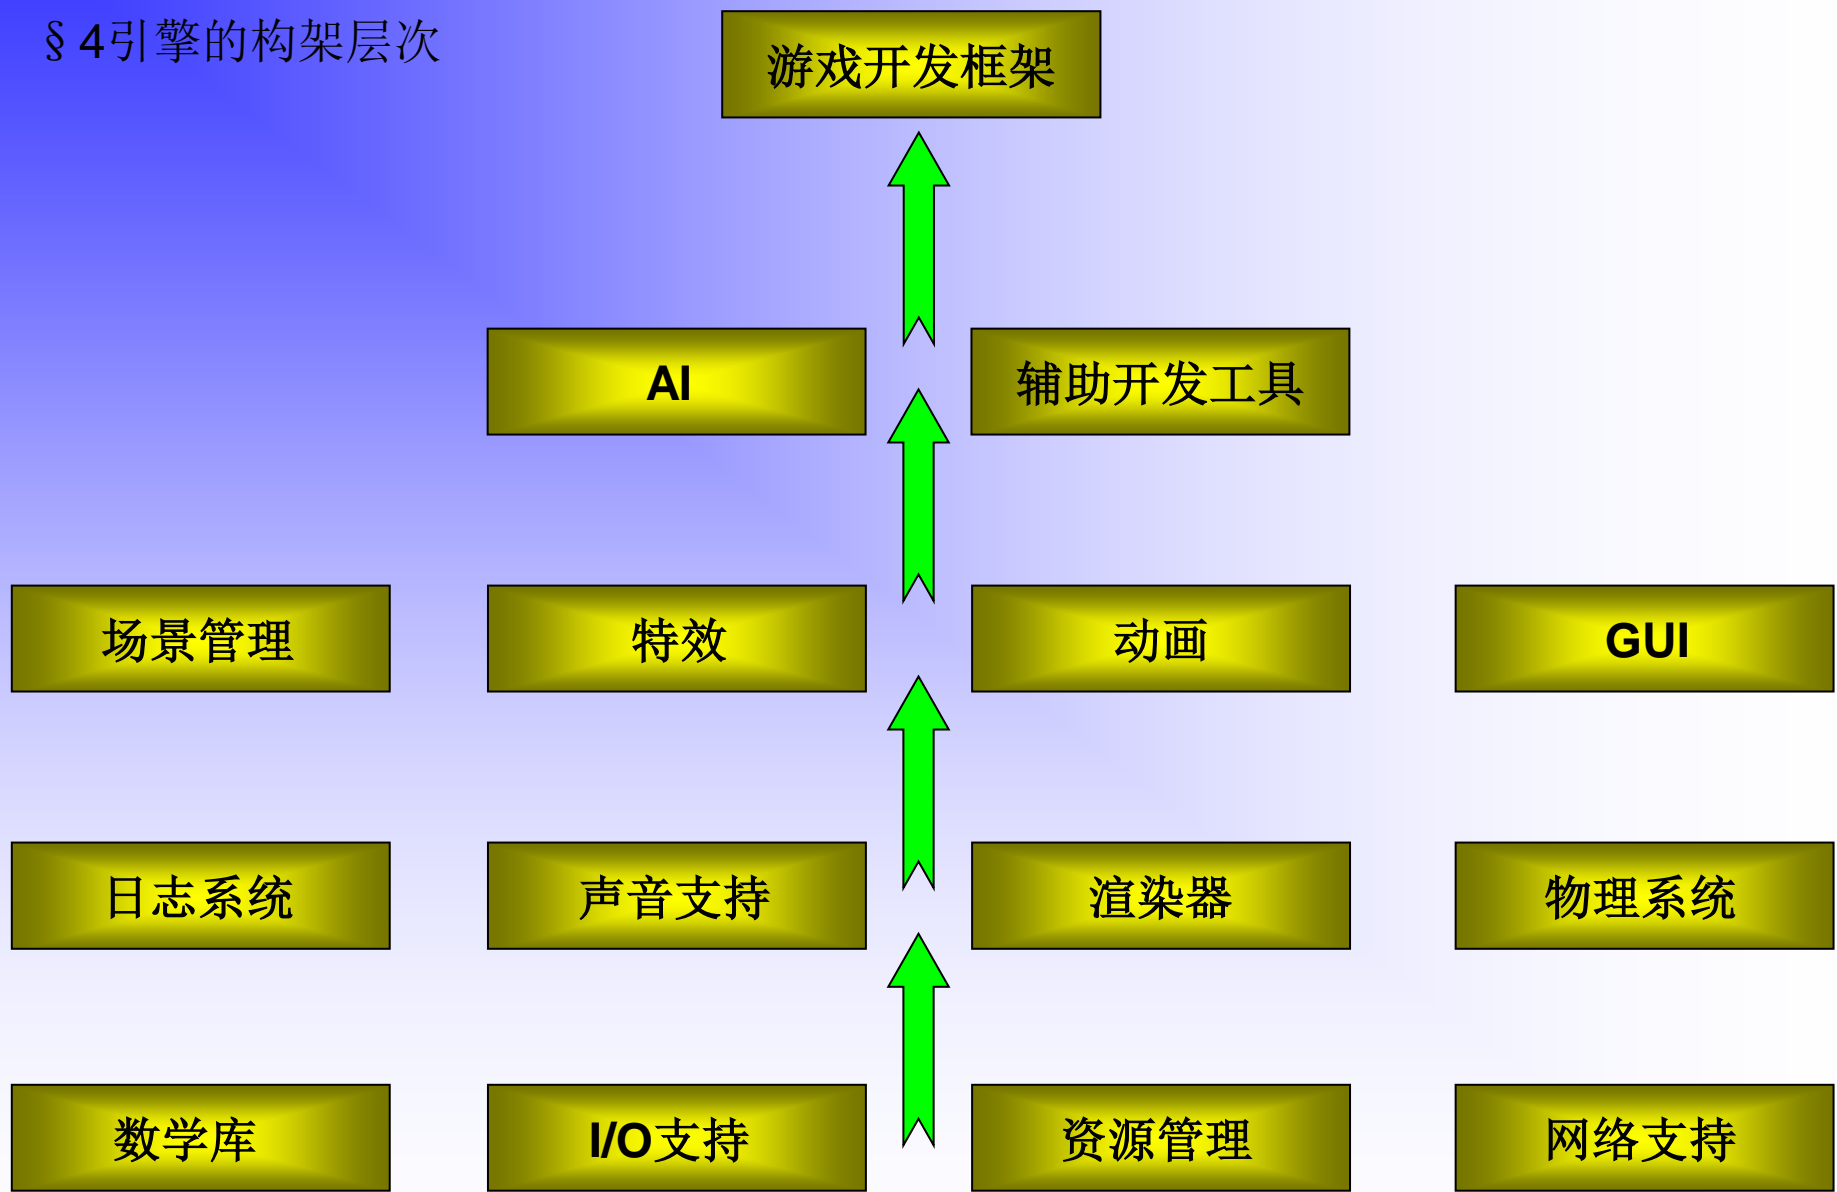 §4引擎的构架层次
游戏开发框架
AI
辅助开发工具
场景管理
特效
动画
GUI
日志系统
声音支持
渲染器
物理系统
数学库
I/O支持
资源管理
网络支持